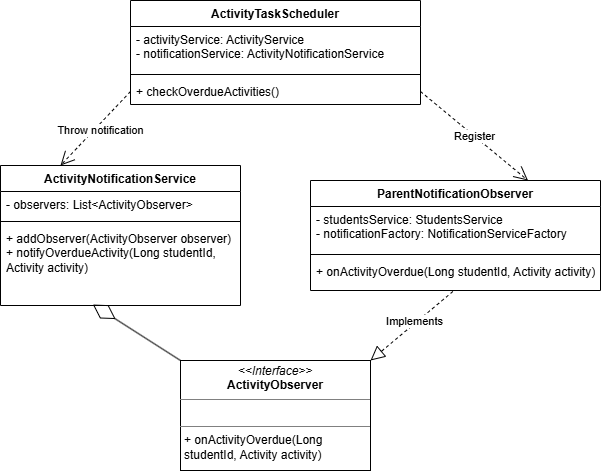 ActivityTaskScheduler
- activityService: ActivityService
- notificationService: ActivityNotificationService
+ checkOverdueActivities()
Throw notification
Register
ActivityNotificationService
- observers: List<ActivityObserver>
+ addObserver(ActivityObserver observer)
+ notifyOverdueActivity(Long studentId,
Activity activity)
ParentNotificationObserver
- studentsService: StudentsService
- notificationFactory: NotificationServiceFactory
+ onActivityOverdue(Long studentId, Activity activity)
Implements
<<Interface>>
ActivityObserver
+ onActivityOverdue(Long
studentId, Activity activity)